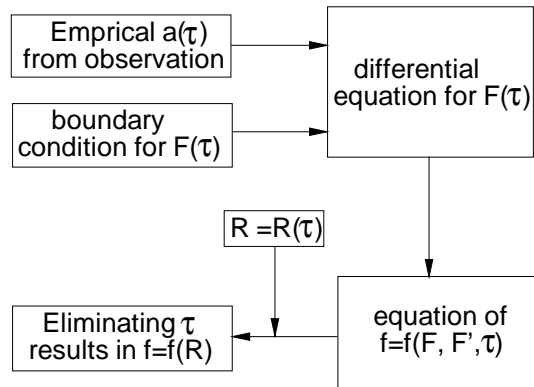 Emprical a(τ)
from observation
differential
equation for F(τ)
boundary
condition for F(τ)
R =R(τ)
equation of
f=f(F, F',τ)
Eliminating τ
results in f=f(R)